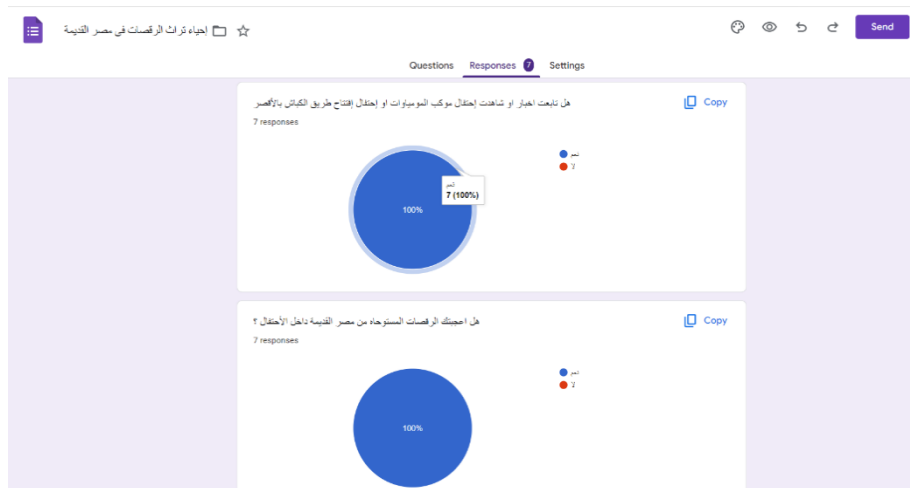 إحياء تراث الرقصات فى مصر القديمة
Send
Questions Responses 7 Settings
هل تابعت اخبار او شاهدت إحتفال موكب المومياوات او إحتفال إفتتاح طريق الكباش بالأقصر
Copy
7 responses
نعم
لا
نعم
7 (100%)
100%
هل اعجبتك الرقصات المستوحاه من مصر القديمة داخل الأحتفال ؟
Copy
7 responses
نعم
لا
100%